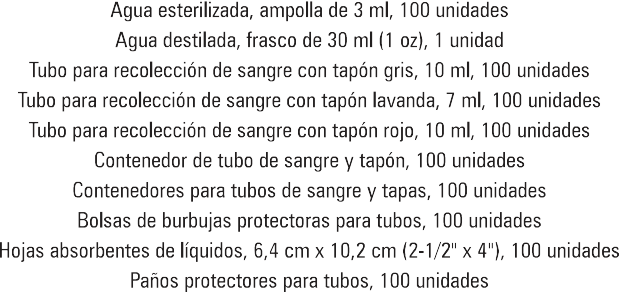 Agua esterilizada, ampolla de 3 ml, 100 unidades
Agua destilada, frasco de 30 ml (1 oz), 1 unidad
Tubo para recolección de sangre con tapón gris, 10 ml, 100 unidades
Tubo para recolección de sangre con tapón lavanda, 7 ml, 100 unidades
Tubo para recolección de sangre con tapón rojo, 10 ml, 100 unidades
Contenedor de tubo de sangre y tapón, 100 unidades
Contenedores para tubos de sangre y tapas, 100 unidades
Bolsas de burbujas protectoras para tubos, 100 unidades
Hojas absorbentes de líquidos, 6,4 cm x 10,2 cm (2-1/2" x 4"), 100 unidades
Paños protectores para tubos, 100 unidades